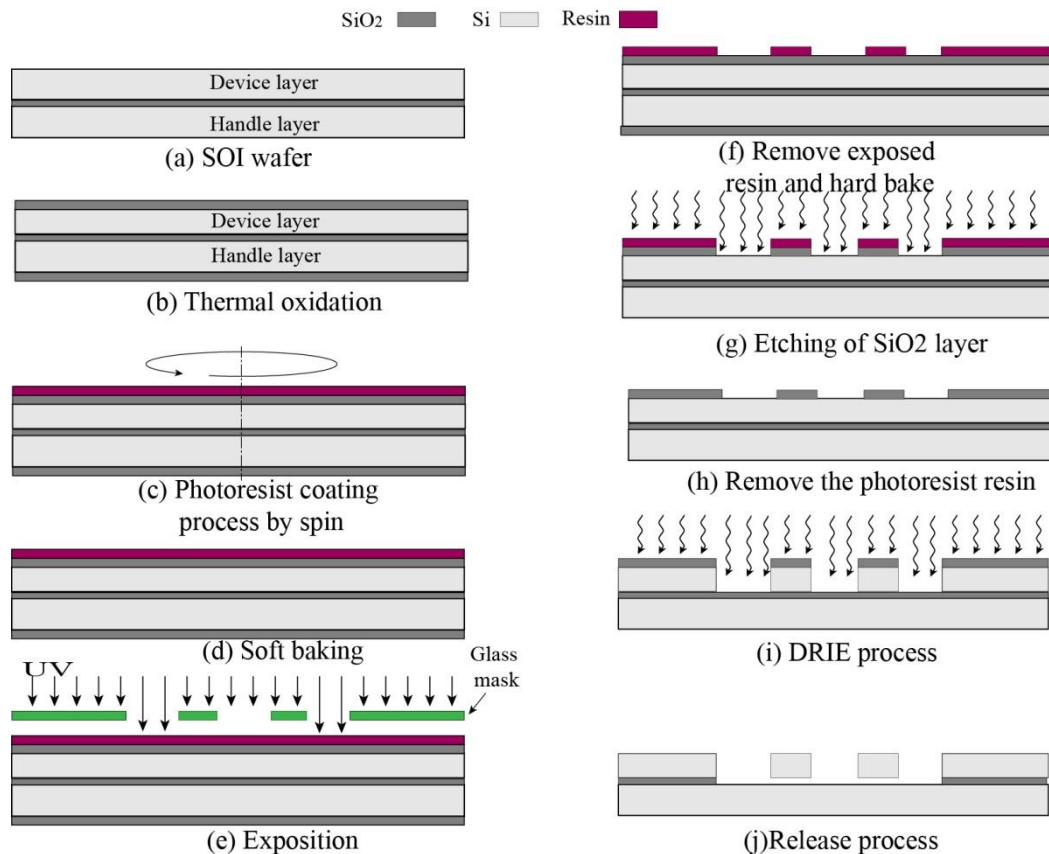 SiO2 Si Resin
Device layer
Handle layer
(a) SOI wafer
Device layer
Handle layer
(b) Thermal oxidation
(c) Photoresist coating
process by spin
(d) Soft baking
UV
Glass
mask
(e) Exposition
(f) Remove exposed
resin and hard bake
(g) Etching of SiO2 layer
(h) Remove the photoresist resin
(i) DRIE process
(j)Release process